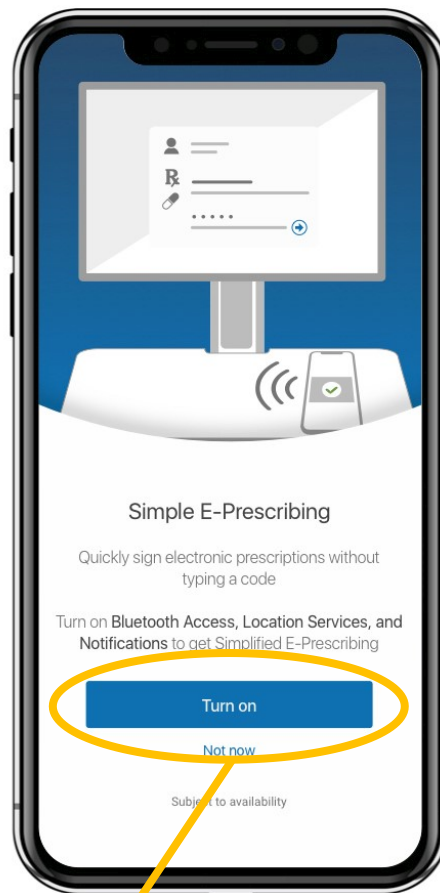 Rx
Simple E-Prescribing
Quickly sign electronic prescriptions without
typing a code
Turn on Bluetooth Access, Location Services, and
Notifications to get Simplified E-Prescribing
Turn on
Not now
Subject to availability